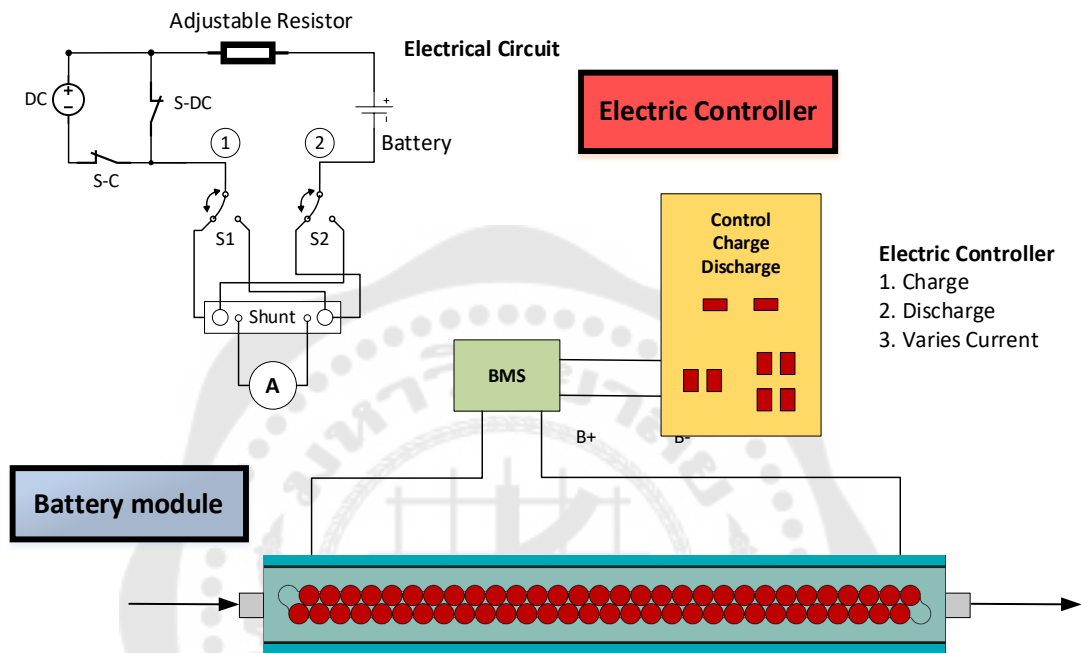 Adjustable Resistor
Electrical Circuit
DC
S-DC
S-C
1
2
Battery
S1
S2
Shunt
A
Electric Controller
Control
Charge
Discharge
Electric Controller
1. Charge
2. Discharge
3. Varies Current
BMS
B+
B-
Battery module